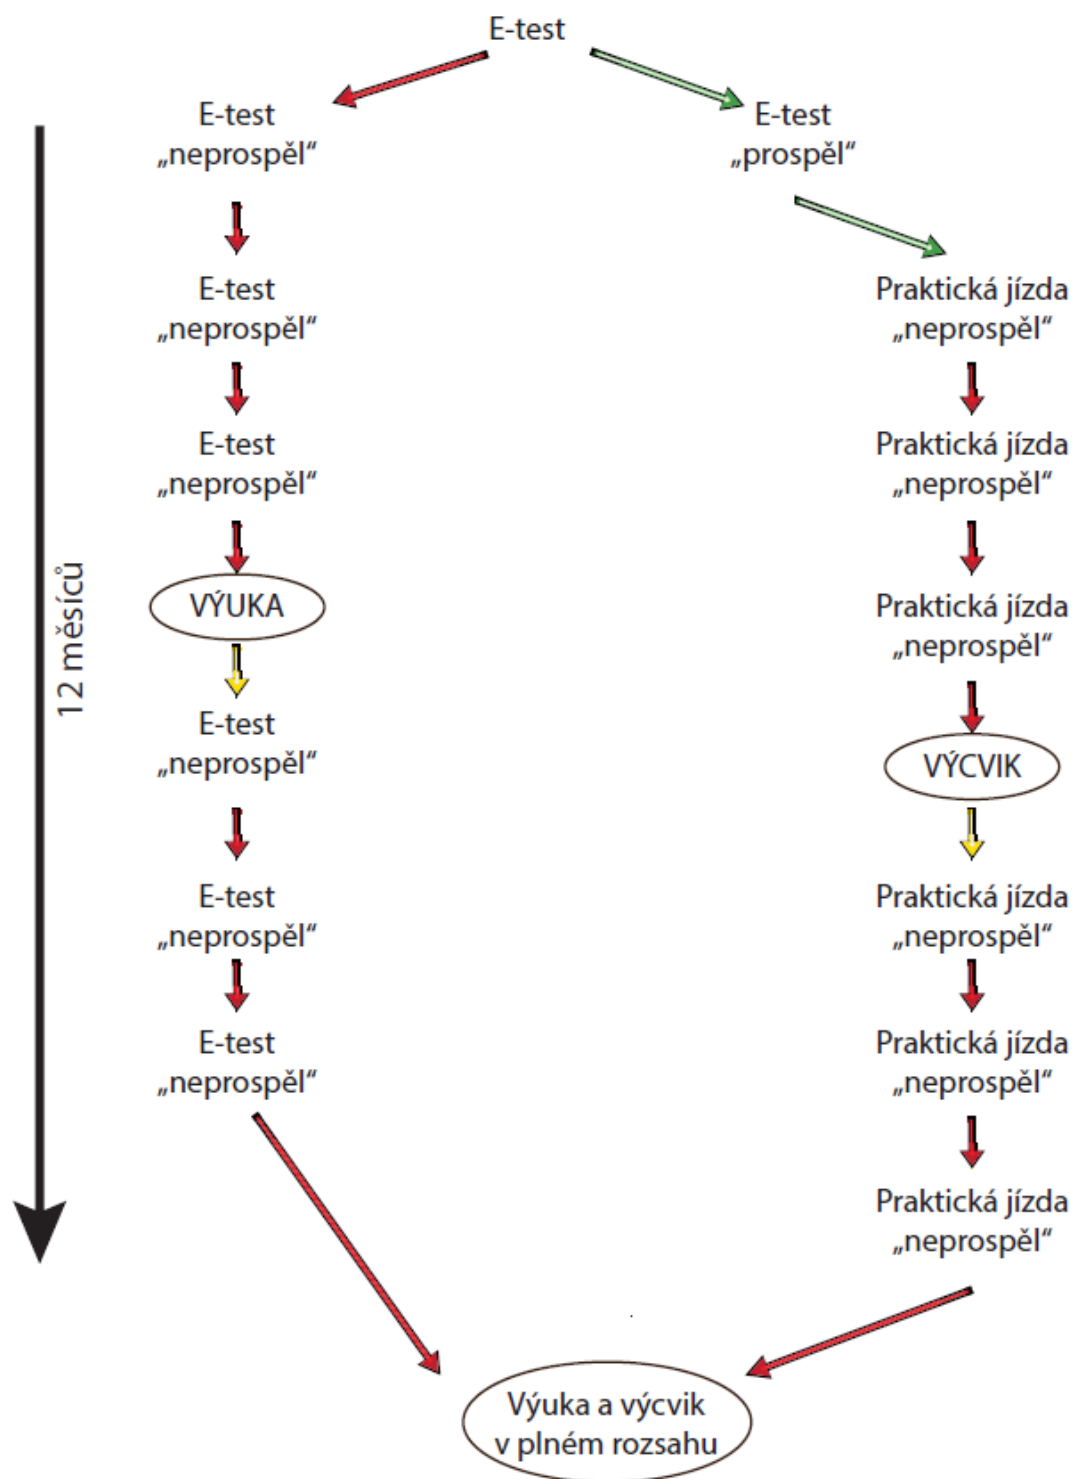 E-test
E-test
„neprospěl“
E-test
„prospěl“
E-test
„neprospěl“
Praktická jízda
„neprospěl“
E-test
„neprospěl“
Praktická jízda
„neprospěl“
12 měsíců
VÝUKA
Praktická jízda
„neprospěl“
E-test
„neprospěl“
VÝCVIK
E-test
„neprospěl“
Praktická jízda
„neprospěl“
E-test
„neprospěl“
Praktická jízda
„neprospěl“
Praktická jízda
„neprospěl“
Výuka a výcvik
v plném rozsahu